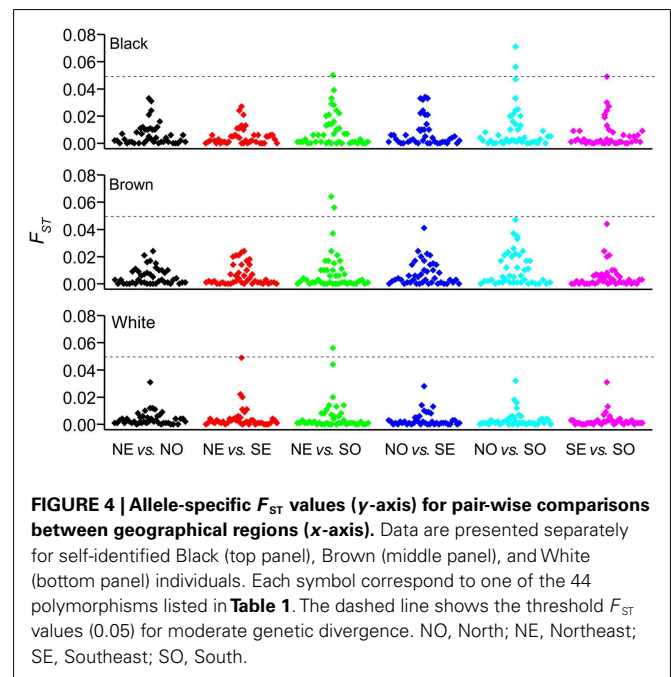 Black
0.08
0.06
0.04
0.02
0.00
Brown
0.08
0.06
0.04
0.02
0.00
F_ST
White
0.08
0.06
0.04
0.02
0.00
NE vs. NO NE vs. SE NE vs. SO NO vs. SE NO vs. SO SE vs. SO
FIGURE 4 | Allele-specific F_ST values (y-axis) for pair-wise comparisons
between geographical regions (x-axis). Data are presented separately
for self-identified Black (top panel), Brown (middle panel), and White
(bottom panel) individuals. Each symbol correspond to one of the 44
polymorphisms listed in Table 1. The dashed line shows the threshold F_ST
values (0.05) for moderate genetic divergence. NO, North; NE, Northeast;
SE, Southeast; SO, South.